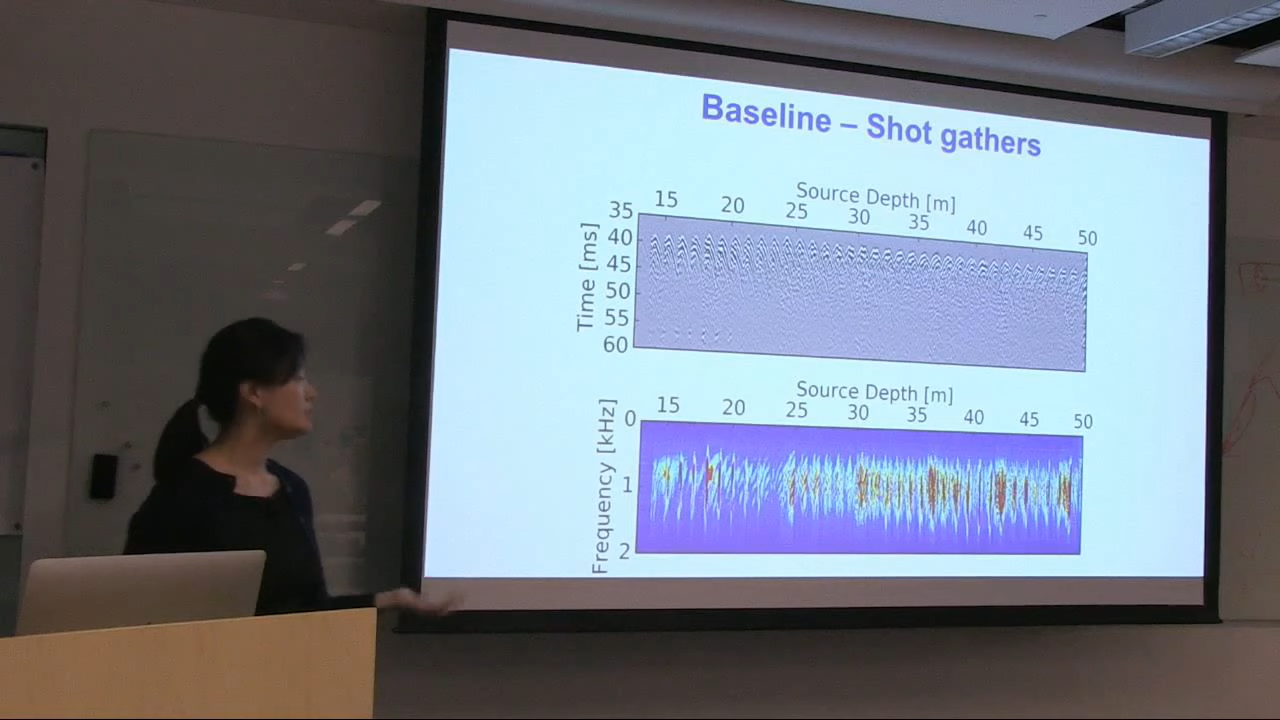 Baseline – Shot gathers
Source Depth [m]
15 20 25 30 35 40 45 50
Time [ms]
35
40
45
50
55
60
Source Depth [m]
15 20 25 30 35 40 45 50
Frequency [kHz]
0
1
2